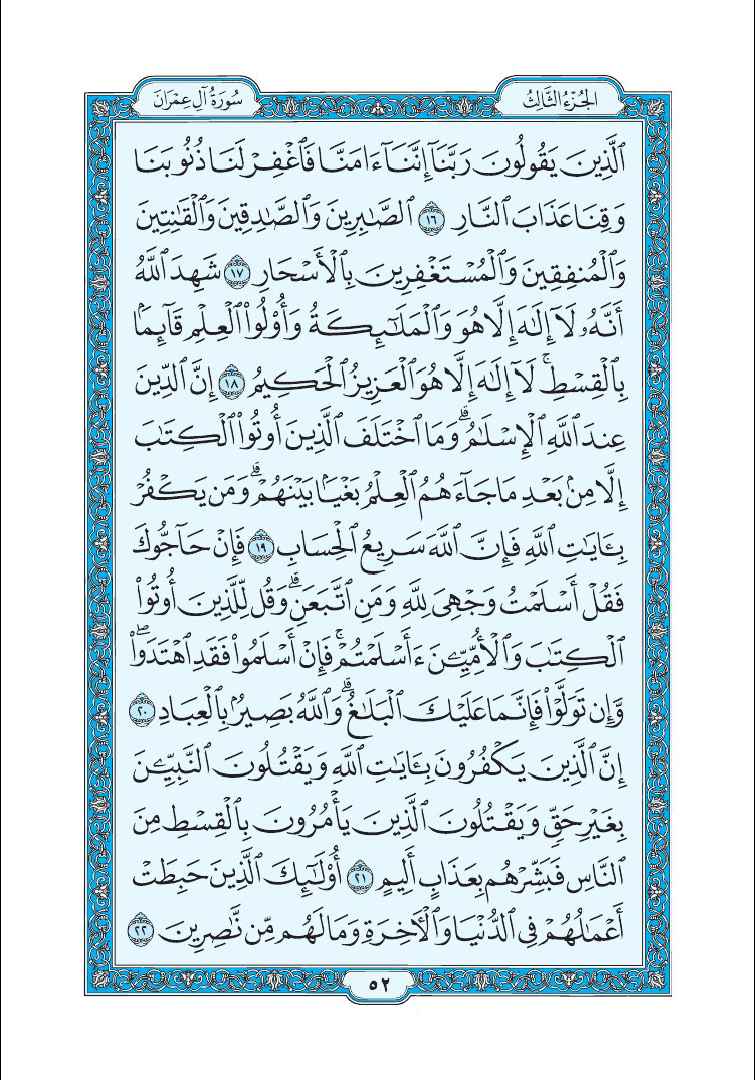 الجُزْءُ الثَّالِثُ
سُورَةُ آلِ عِمْرَانَ
ٱلَّذِينَ يَقُولُونَ رَبَّنَآ إِنَّنَآ ءَامَنَّا فَٱغْفِرْ لَنَا ذُنُوبَنَا
وَقِنَا عَذَابَ ٱلنَّارِ ١٦ ٱلصَّٰبِرِينَ وَٱلصَّٰدِقِينَ وَٱلْقَٰنِتِينَ
وَٱلْمُنفِقِينَ وَٱلْمُسْتَغْفِرِينَ بِٱلْأَسْحَارِ ١٧ شَهِدَ ٱللَّهُ
أَنَّهُۥ لَآ إِلَٰهَ إِلَّا هُوَ وَٱلْمَلَٰٓئِكَةُ وَأُو۟لُوا۟ ٱلْعِلْمِ قَآئِمًۢا
بِٱلْقِسْطِۚ لَآ إِلَٰهَ إِلَّا هُوَ ٱلْعَزِيزُ ٱلْحَكِيمُ ١٨ إِنَّ ٱلدِّينَ
عِندَ ٱللَّهِ ٱلْإِسْلَٰمُۗ وَمَا ٱخْتَلَفَ ٱلَّذِينَ أُوتُوا۟ ٱلْكِتَٰبَ
إِلَّا مِنۢ بَعْدِ مَا جَآءَهُمُ ٱلْعِلْمُ بَغْيًۢا بَيْنَهُمْۗ وَمَن يَكْفُرْ
بِـَٔايَٰتِ ٱللَّهِ فَإِنَّ ٱللَّهَ سَرِيعُ ٱلْحِسَابِ ١٩ فَإِنْ حَآجُّوكَ
فَقُلْ أَسْلَمْتُ وَجْهِىَ لِلَّهِ وَمَنِ ٱتَّبَعَنِۗ وَقُل لِّلَّذِينَ أُوتُوا۟
ٱلْكِتَٰبَ وَٱلْأُمِّيِّـۧنَ ءَأَسْلَمْتُمْۚ فَإِنْ أَسْلَمُوا۟ فَقَدِ ٱهْتَدَوا۟ۖ
وَّإِن تَوَلَّوْا۟ فَإِنَّمَا عَلَيْكَ ٱلْبَلَٰغُۗ وَٱللَّهُ بَصِيرٌۢ بِٱلْعِبَادِ ٢٠
إِنَّ ٱلَّذِينَ يَكْفُرُونَ بِـَٔايَٰتِ ٱللَّهِ وَيَقْتُلُونَ ٱلنَّبِيِّـۧنَ
بِغَيْرِ حَقٍّ وَيَقْتُلُونَ ٱلَّذِينَ يَأْمُرُونَ بِٱلْقِسْطِ مِنَ
ٱلنَّاسِ فَبَشِّرْهُم بِعَذَابٍ أَلِيمٍ ٢١ أُو۟لَٰٓئِكَ ٱلَّذِينَ حَبِطَتْ
أَعْمَٰلُهُمْ فِى ٱلدُّنْيَا وَٱلْـَٔاخِرَةِ وَمَا لَهُم مِّن نَّٰصِرِينَ ٢٢
٥٢